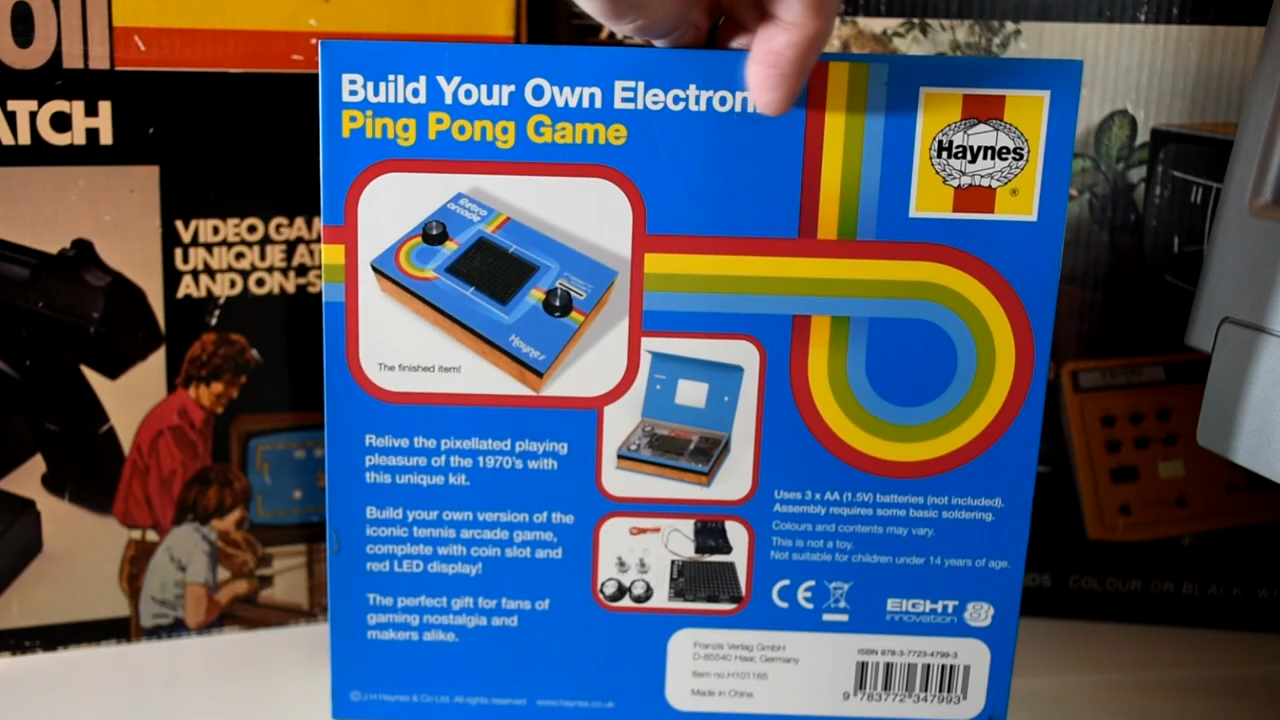 oll
ATCH
VIDEO GAM
UNIQUE AT
AND ON-S
Build Your Own Electron
Ping Pong Game
Haynes
®
Retro
arcade
Haynes
The finished item!
Relive the pixellated playing
pleasure of the 1970's with
this unique kit.
Build your own version of the
iconic tennis arcade game,
complete with coin slot and
red LED display!
The perfect gift for fans of
gaming nostalgia and
makers alike.
Uses 3 x AA (1.5V) batteries (not included).
Assembly requires some basic soldering.
Colours and contents may vary.
This is not a toy.
Not suitable for children under 14 years of age.
CE
EIGHT 8
innovation
Franzis Verlag GmbH
D-85540 Haar, Germany
Item no.H101165
Made in China
ISBN 978-3-7723-4799-3
9 783772 347993
© J H Haynes & Co Ltd. All rights reserved www.haynes.co.uk
COLOUR OR BLACK